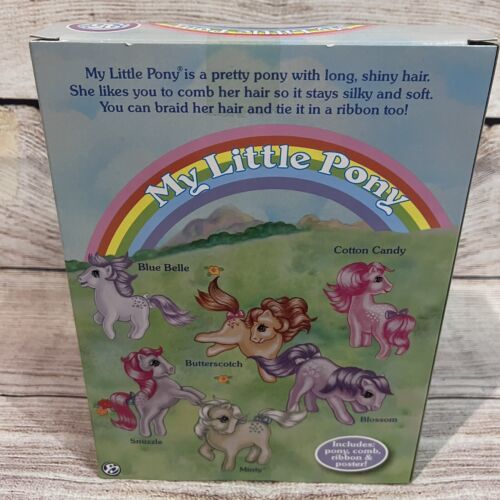 My Little Pony® is a pretty pony with long, shiny hair.
She likes you to comb her hair so it stays silky and soft.
You can braid her hair and tie it in a ribbon too!
My Little Pony
Cotton Candy
Blue Belle
Butterscotch
Blossom
Snuzzle
Minty
Includes:
pony, comb,
ribbon &
poster!